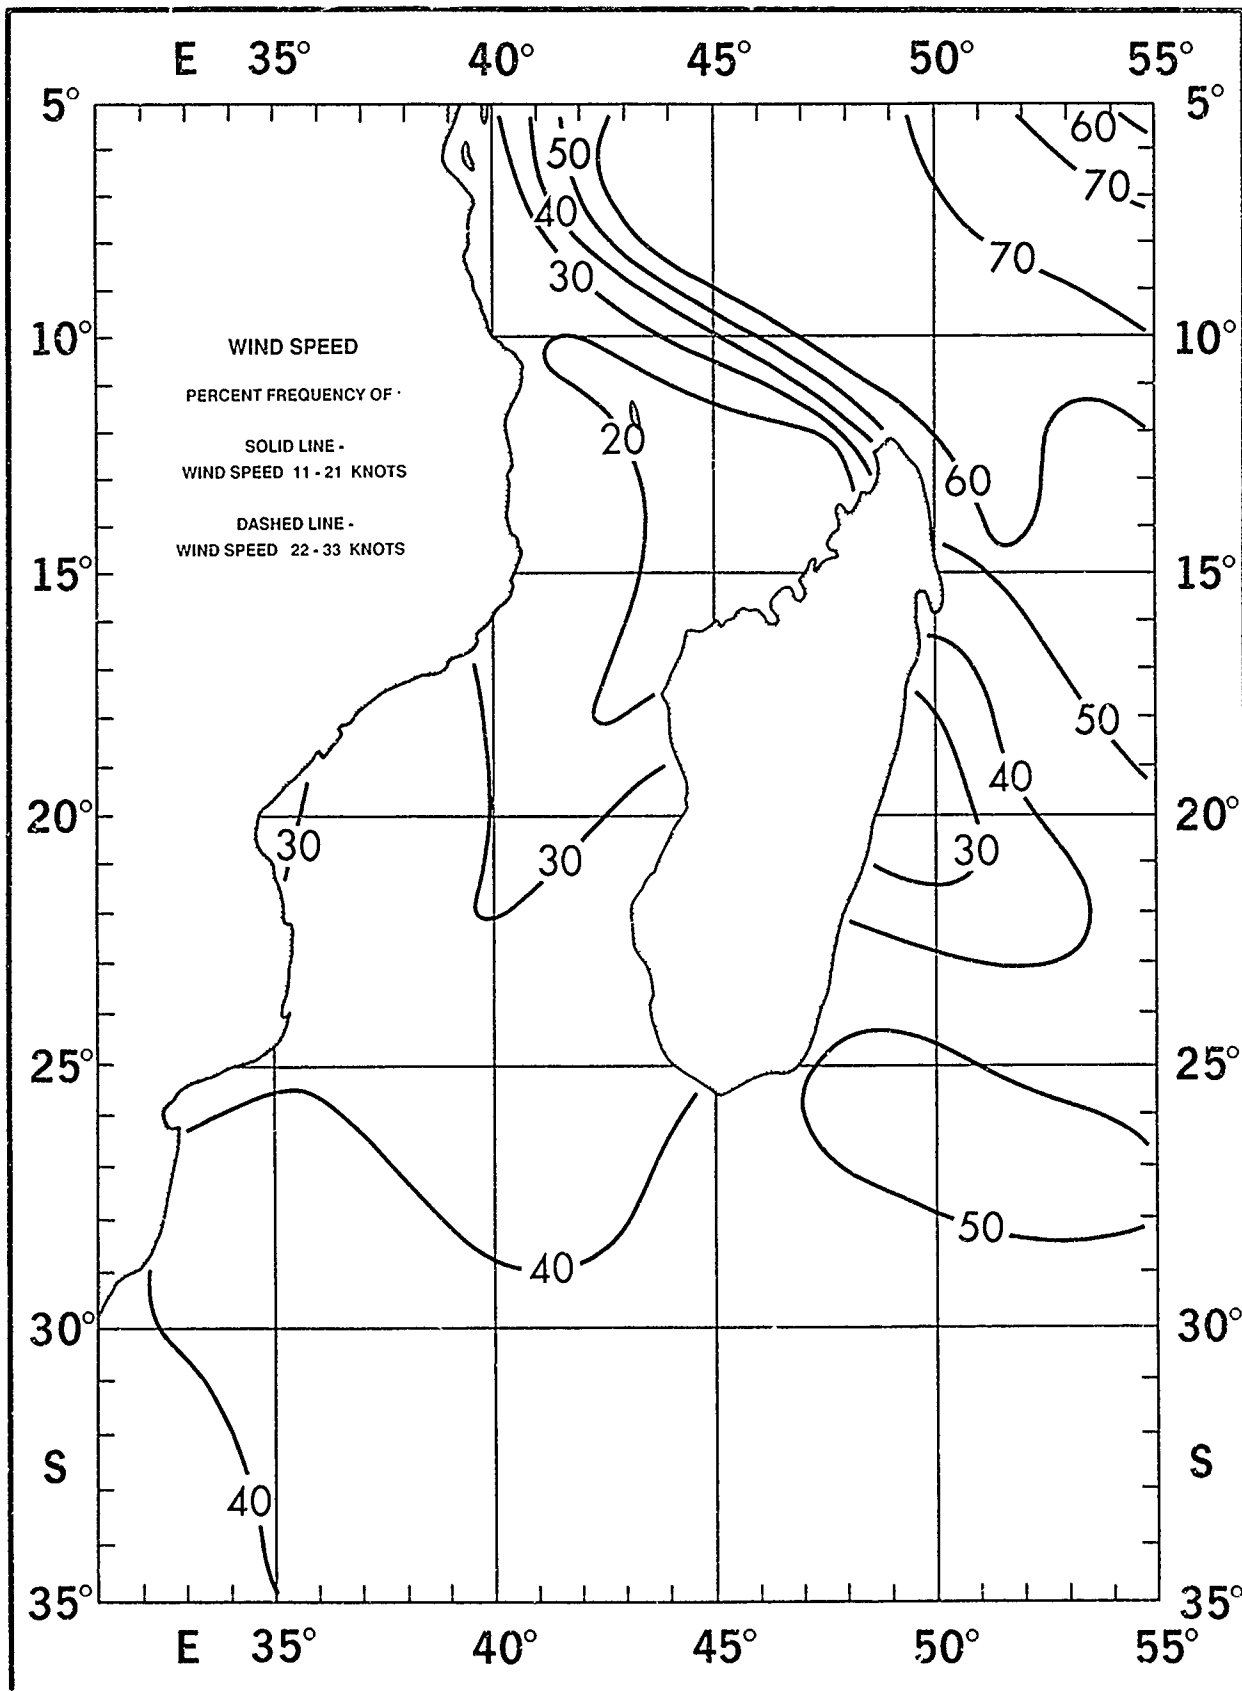 E 35° 40° 45° 50° 55°
5° 5°
60
50
70
40
70
30
10° 10°
WIND SPEED
PERCENT FREQUENCY OF
SOLID LINE -
WIND SPEED 11 - 21 KNOTS
20
60
DASHED LINE -
WIND SPEED 22 - 33 KNOTS
15° 15°
50
40
20° 20°
30 30 30
25° 25°
50
40
30° 30°
S S
40
35° 35°
E 35° 40° 45° 50° 55°